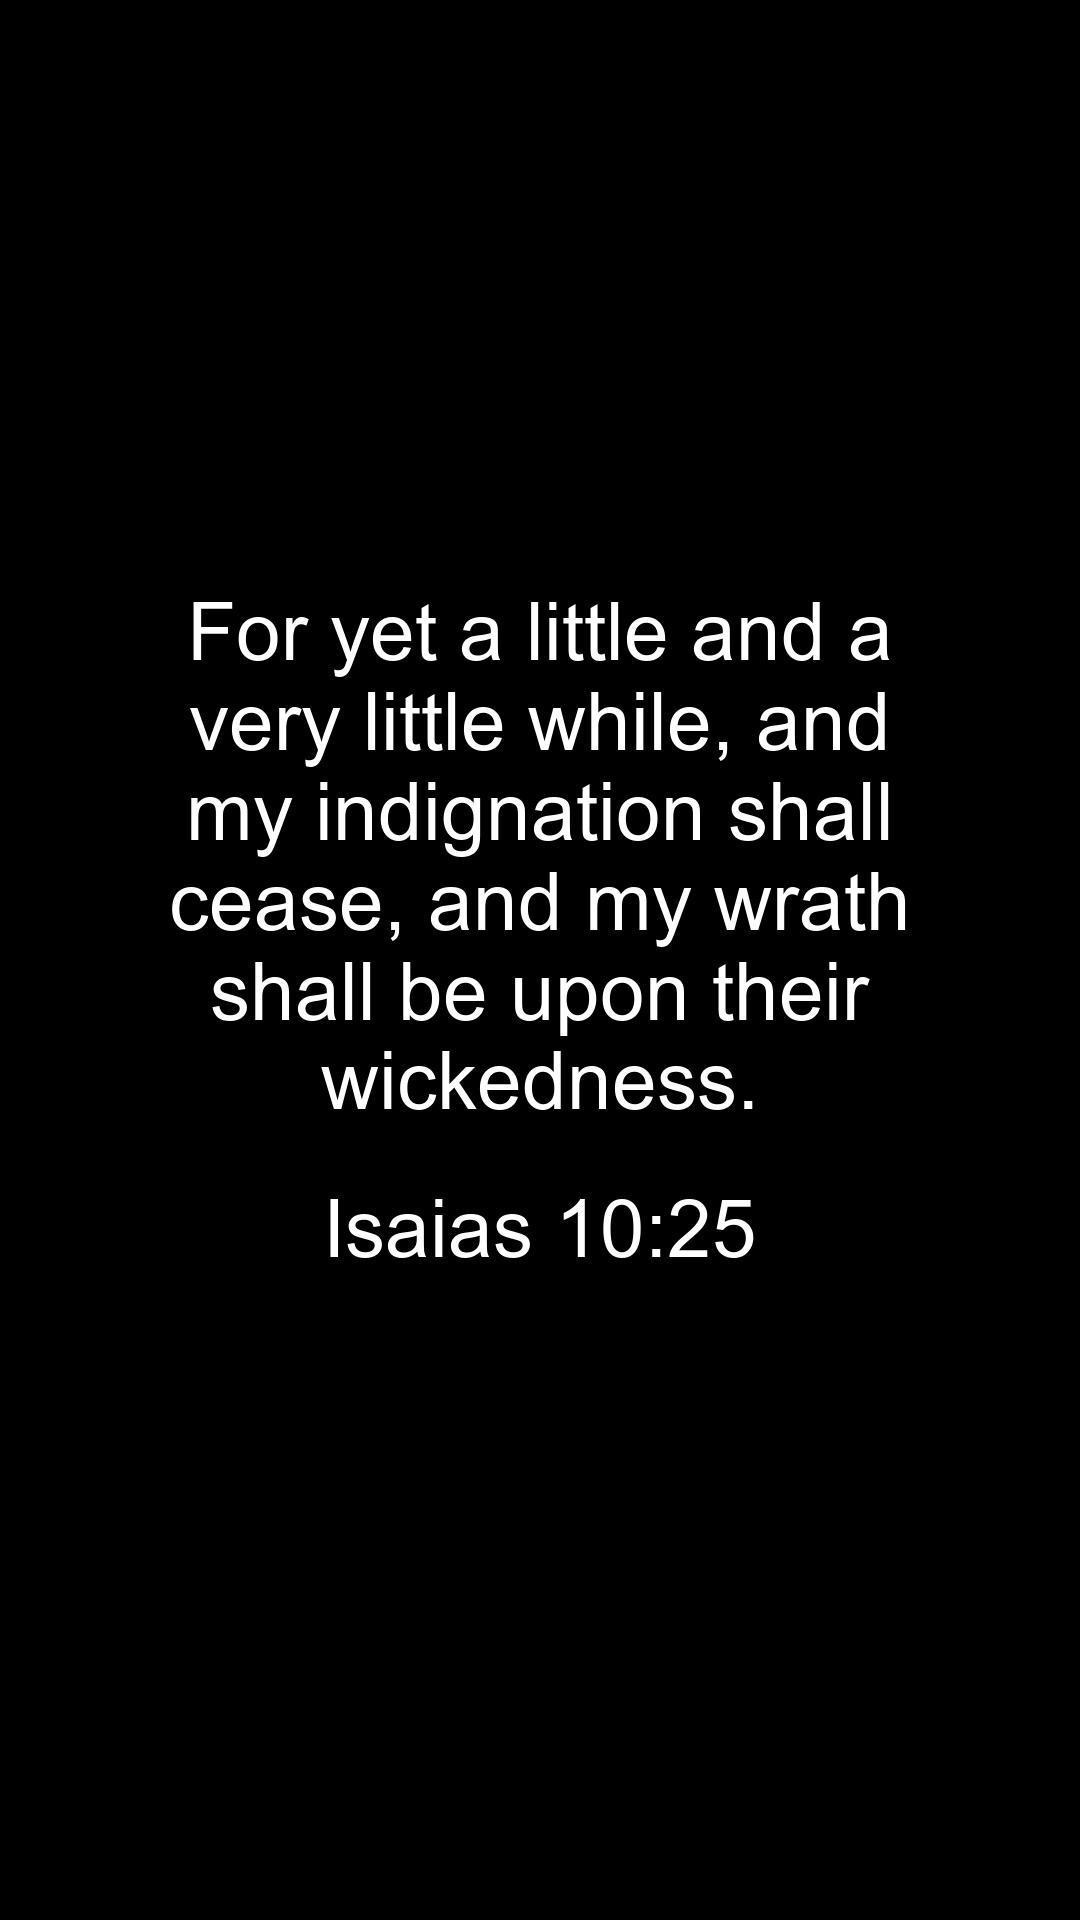 For yet a little and a
very little while, and
my indignation shall
cease, and my wrath
shall be upon their
wickedness.
Isaias 10:25